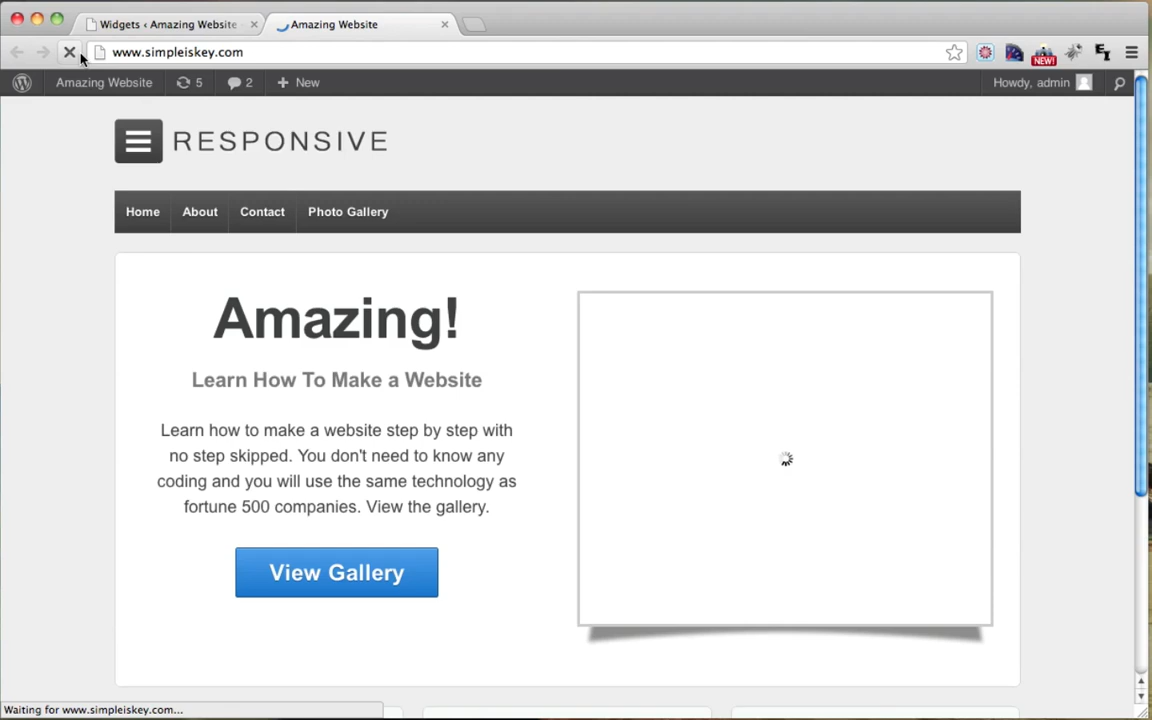 Widgets ‹ Amazing Website
Amazing Website
www.simpleiskey.com
NEW!
Amazing Website
5
2
New
Howdy, admin
RESPONSIVE
Home
About
Contact
Photo Gallery
Amazing!
Learn How To Make a Website
Learn how to make a website step by step with
no step skipped. You don't need to know any
coding and you will use the same technology as
fortune 500 companies. View the gallery.
View Gallery
Waiting for www.simpleiskey.com...